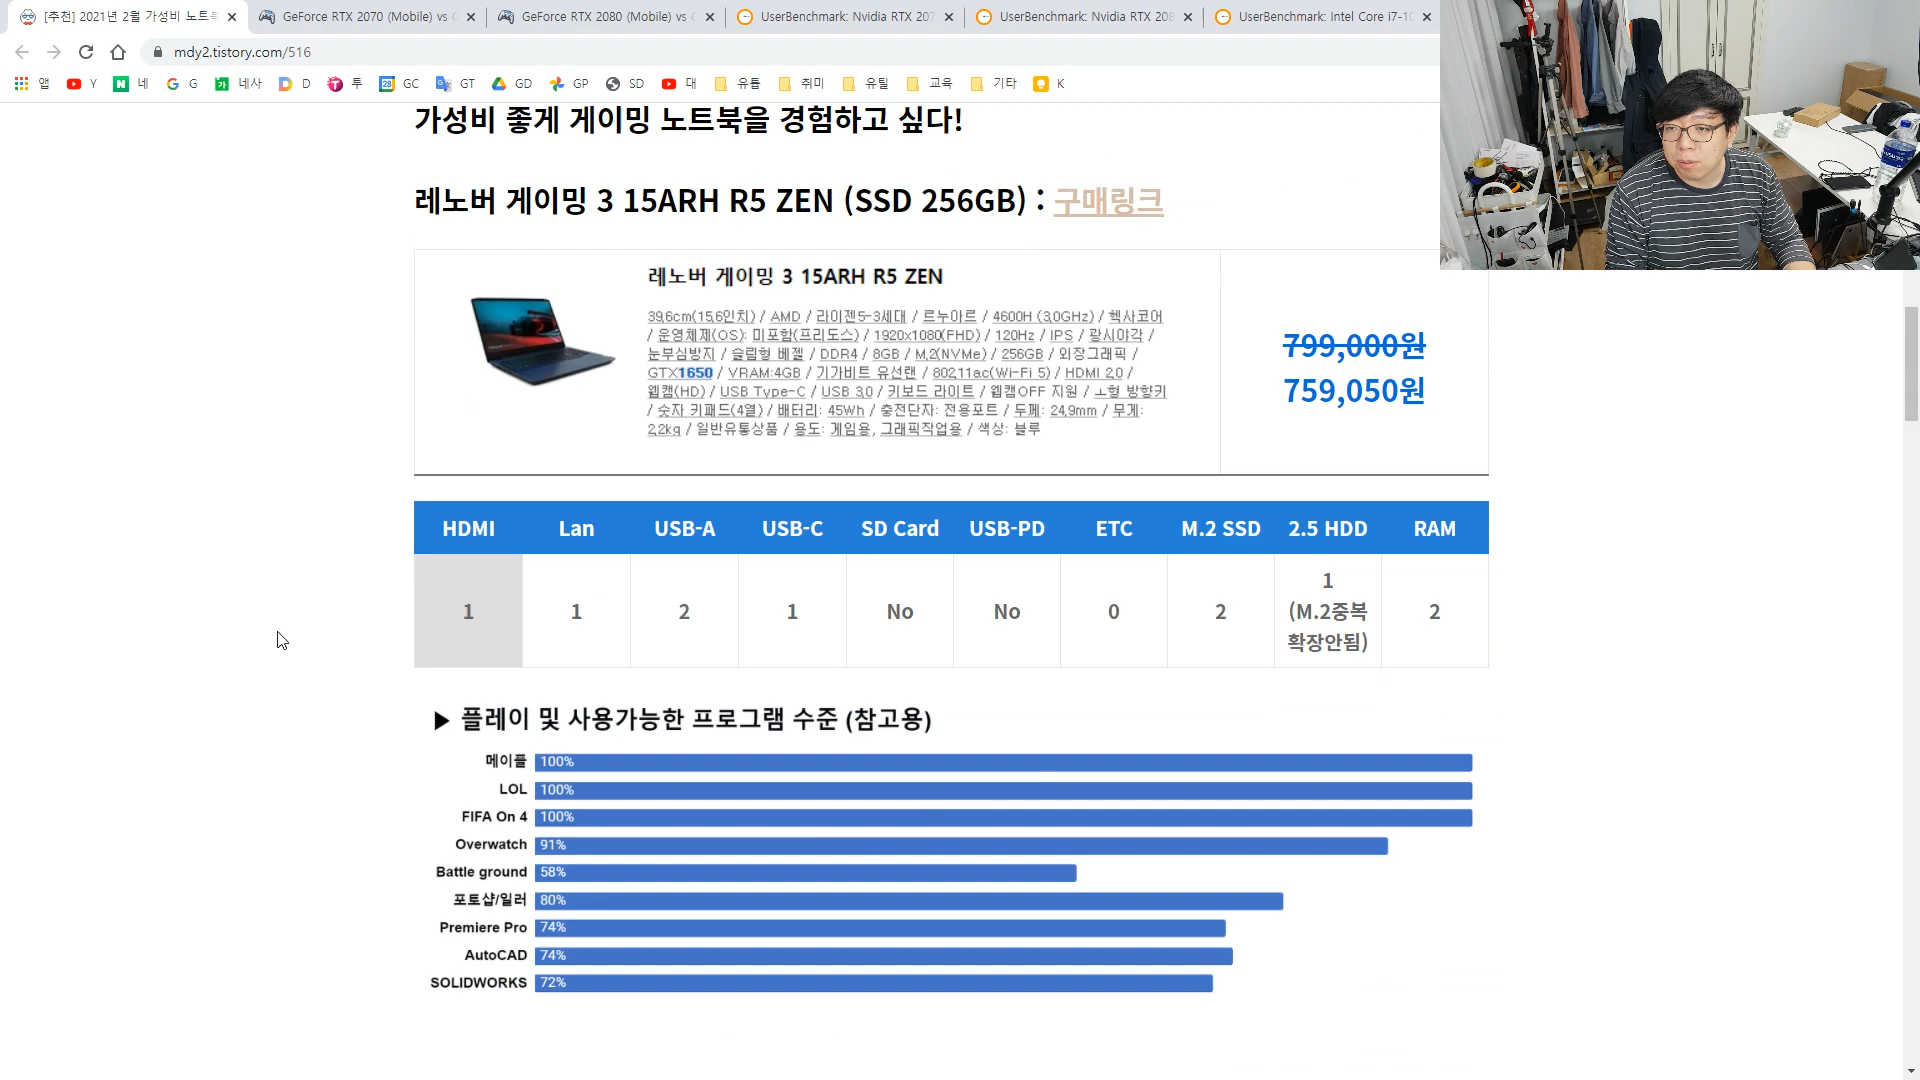 [추천] 2021년 2월 가성비 노트북
GeForce RTX 2070 (Mobile) vs G
GeForce RTX 2080 (Mobile) vs G
UserBenchmark: Nvidia RTX 207
UserBenchmark: Nvidia RTX 208
UserBenchmark: Intel Core i7-10
mdy2.tistory.com/516
앱 Y 네 G 네사 D 투 GC GT GD GP SD 대 유틉 취미 유틸 교육 기타 K
가성비 좋게 게이밍 노트북을 경험하고 싶다!
레노버 게이밍 3 15ARH R5 ZEN (SSD 256GB) : 구매링크
레노버 게이밍 3 15ARH R5 ZEN
39.6cm(15.6인치) / AMD / 라이젠5-3세대 / 르누아르 / 4600H (3.0GHz) / 헥사코어
/ 운영체제(OS): 미포함(프리도스) / 1920x1080(FHD) / 120Hz / IPS / 광시야각 /
눈부심방지 / 슬림형 베젤 / DDR4 / 8GB / M.2(NVMe) / 256GB / 외장그래픽 /
GTX1650 / VRAM:4GB / 기가비트 유선랜 / 802.11ac(Wi-Fi 5) / HDMI 2.0 /
웹캠(HD) / USB Type-C / USB 3.0 / 키보드 라이트 / 웹캠OFF 지원 / ㅗ형 방향키
/ 숫자 키패드(4열) / 배터리: 45Wh / 충전단자: 전용포트 / 두께: 24.9mm / 무게:
2.2kg / 일반유통상품 / 용도: 게임용, 그래픽작업용 / 색상: 블루
799,000원
759,050원
HDMI Lan USB-A USB-C SD Card USB-PD ETC M.2 SSD 2.5 HDD RAM
1 1 2 1 No No 0 2 1 (M.2중복 확장안됨) 2
▶ 플레이 및 사용가능한 프로그램 수준 (참고용)
메이플 100%
LOL 100%
FIFA On 4 100%
Overwatch 91%
Battle ground 58%
포토샵/일러 80%
Premiere Pro 74%
AutoCAD 74%
SOLIDWORKS 72%